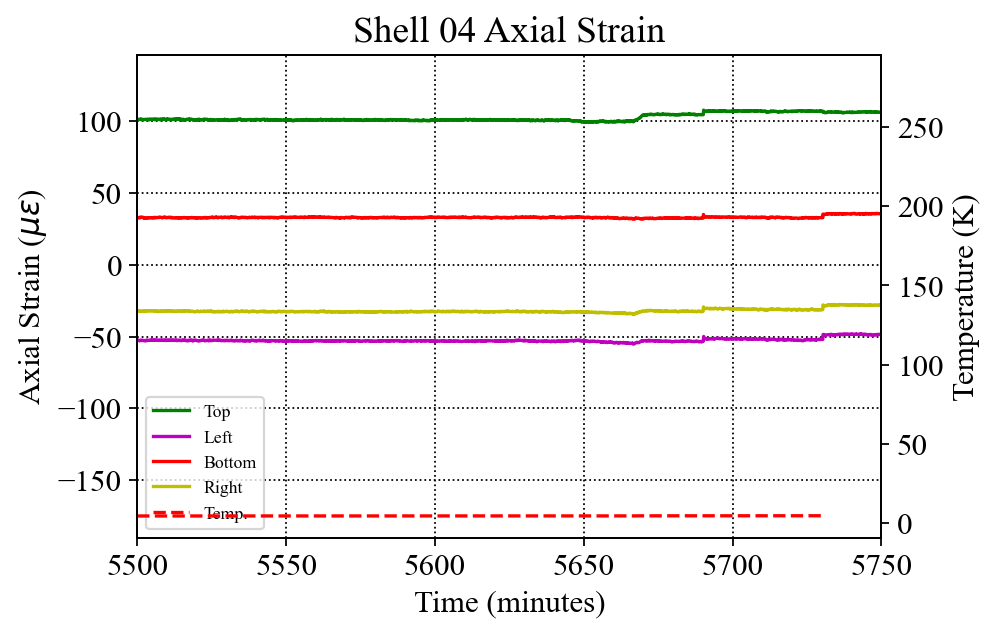 Shell 04 Axial Strain
Axial Strain (με)
100
50
0
−50
−100
−150
Top
Left
Bottom
Right
Temp.
250
200
150
100
50
0
Temperature (K)
5500 5550 5600 5650 5700 5750
Time (minutes)